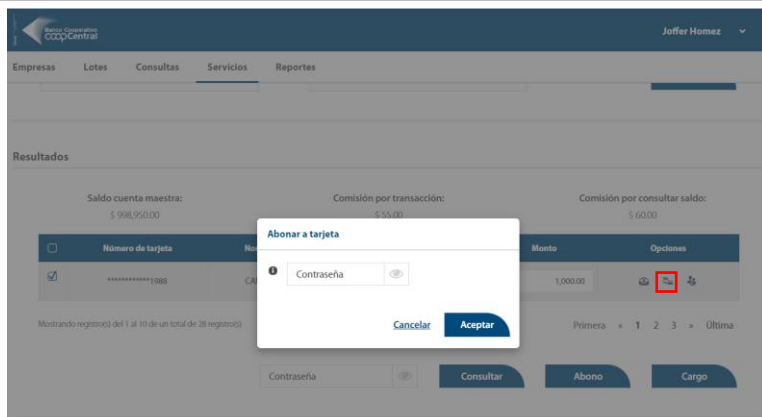 Banco Cooperativo
coopCentral
Joffer Homez
Empresas Lotes Consultas Servicios Reportes
Resultados
Saldo cuenta maestra: Comisión por transacción: Comisión por consultar saldo:
$ 998,950.00 $ 55.00 $ 60.00
Abonar a tarjeta
Número de tarjeta Monto Opciones
Contraseña
************1988 1,000.00
Mostrando registro(s) del 1 al 10 de un total de 28 registro(s) Cancelar Aceptar Primera « 1 2 3 » Última
Contraseña Consultar Abono Cargo